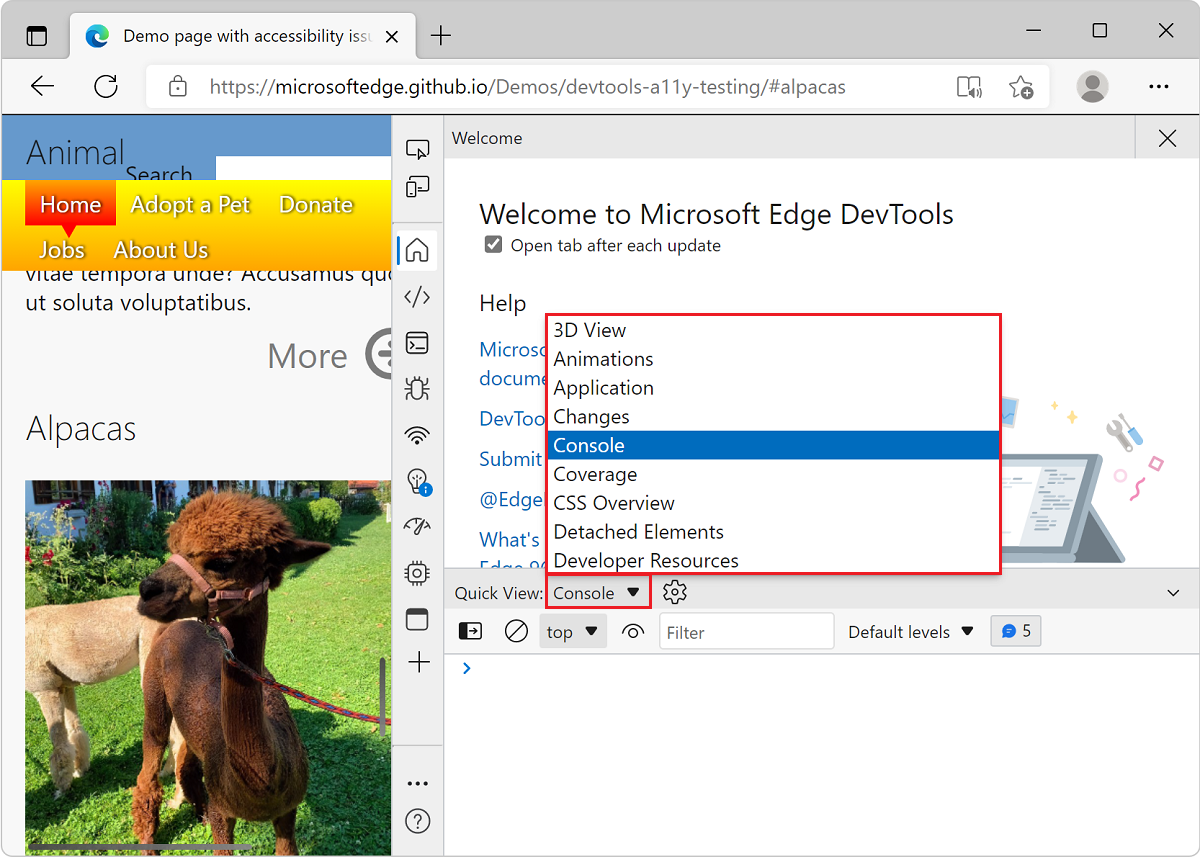 Demo page with accessibility issu
https://microsoftedge.github.io/Demos/devtools-a11y-testing/#alpacas
Animal
Search
Home
Adopt a Pet
Donate
Jobs
About Us
vitae tempora unde? Accusamus quo
ut soluta voluptatibus.
More
Alpacas
Welcome
Welcome to Microsoft Edge DevTools
Open tab after each update
Help
Microso
docume
DevToo
Submit
@Edge
What's
3D View
Animations
Application
Changes
Console
Coverage
CSS Overview
Detached Elements
Developer Resources
Quick View: Console
top
Filter
Default levels
5